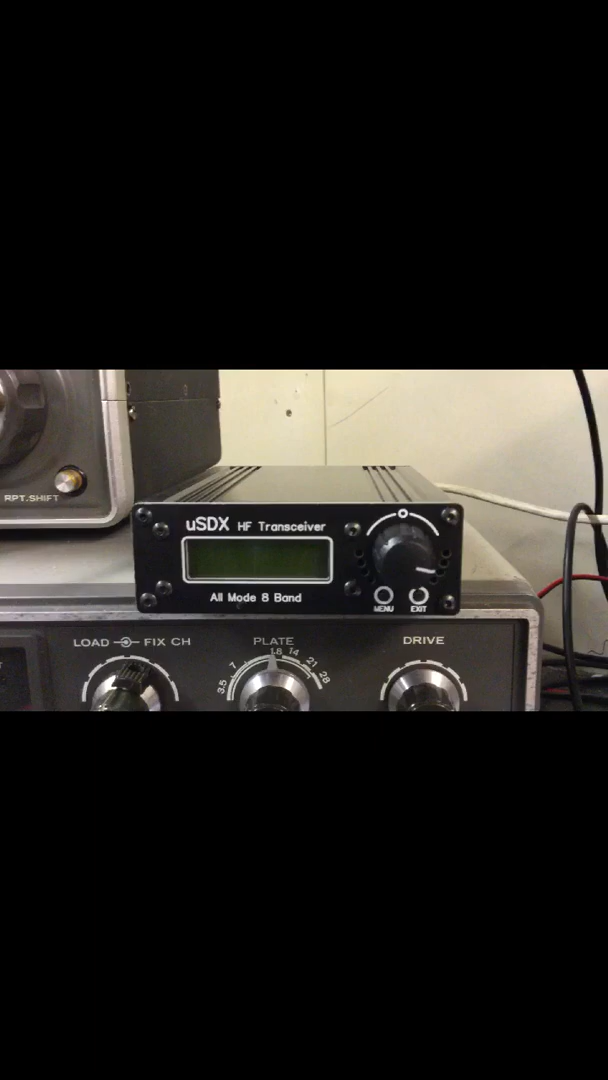 RPT.SHIFT
uSDX HF Transceiver
All Mode 8 Band
MENU EXIT
LOAD FIX CH
PLATE
3.5 7 1.8 14 21 28
DRIVE